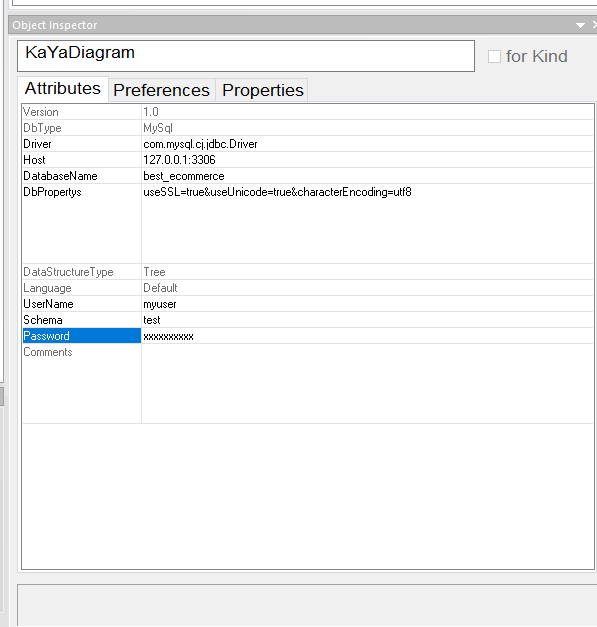 Object Inspector
KaYaDiagram
for Kind
Attributes Preferences Properties
Version 1.0
DbType MySql
Driver com.mysql.cj.jdbc.Driver
Host 127.0.0.1:3306
DatabaseName best_ecommerce
DbPropertys useSSL=true&useUnicode=true&characterEncoding=utf8
DataStructureType Tree
Language Default
UserName myuser
Schema test
Password xxxxxxxxxx
Comments